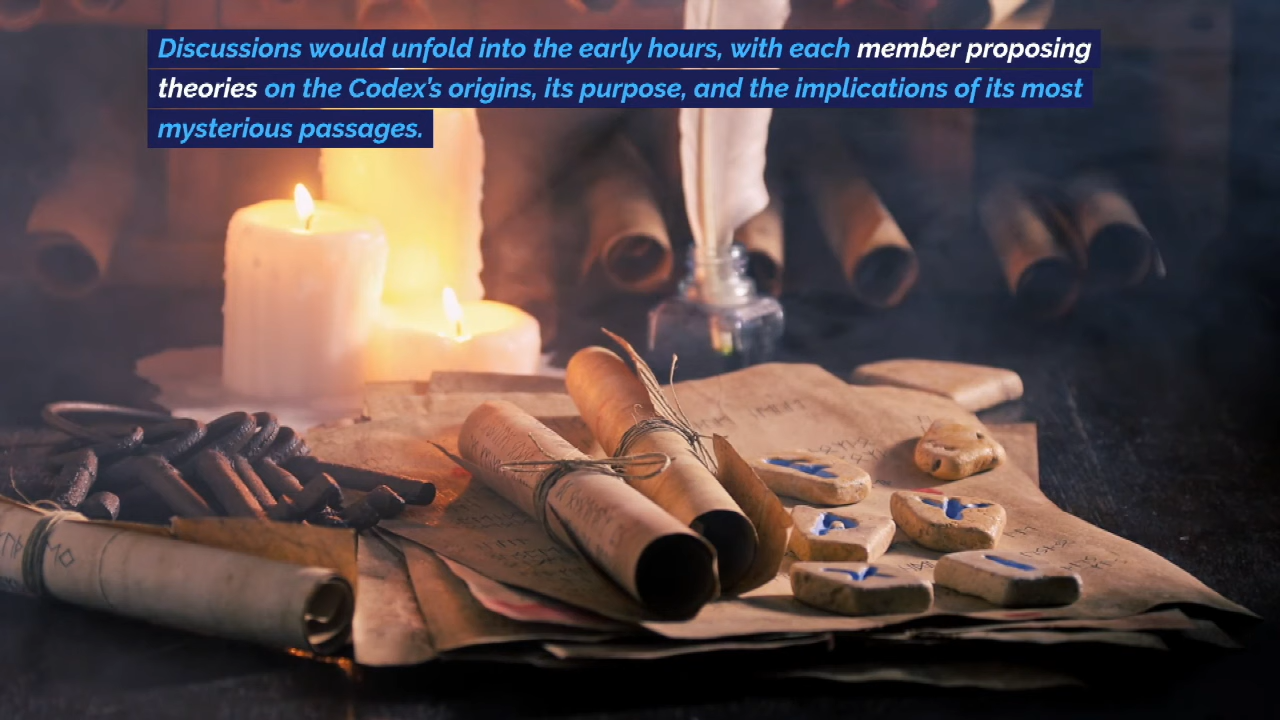 Discussions would unfold into the early hours, with each member proposing
theories on the Codex’s origins, its purpose, and the implications of its most
mysterious passages.